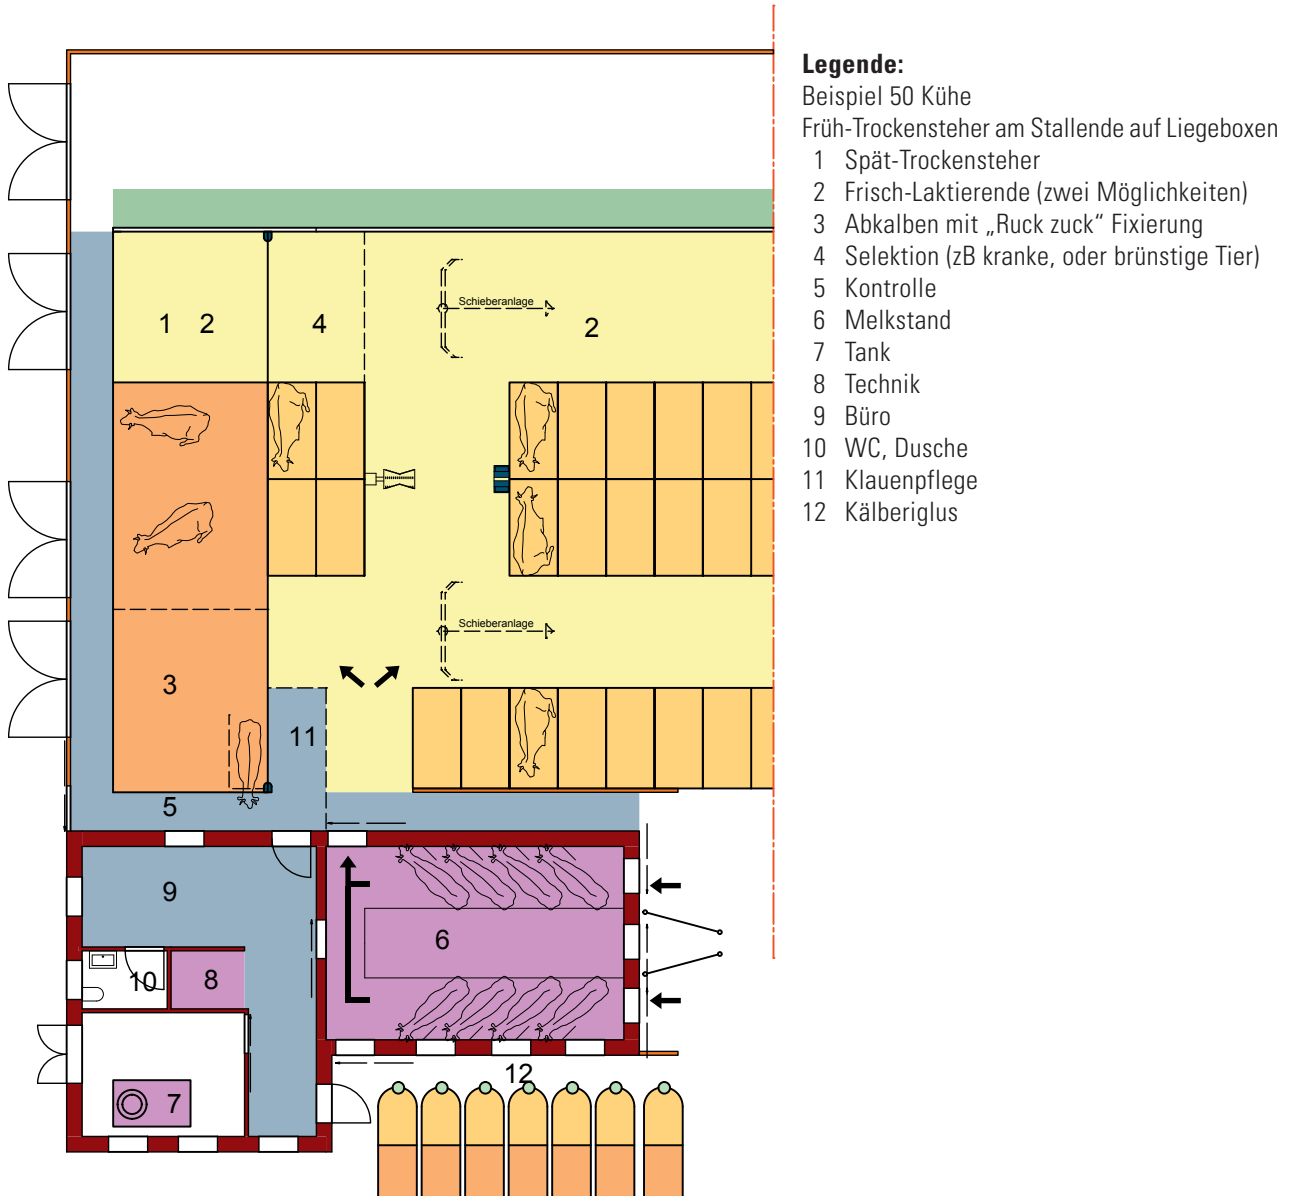 Legende:
Beispiel 50 Kühe
Früh-Trockensteher am Stallende auf Liegeboxen
1 Spät-Trockensteher
2 Frisch-Laktierende (zwei Möglichkeiten)
3 Abkalben mit „Ruck zuck“ Fixierung
4 Selektion (zB kranke, oder brünstige Tier)
5 Kontrolle
6 Melkstand
7 Tank
8 Technik
9 Büro
10 WC, Dusche
11 Klauenpflege
12 Kälberiglus
Schieberanlage
1 2
4
2
Schieberanlage
3
11
5
9
6
10
8
12
7